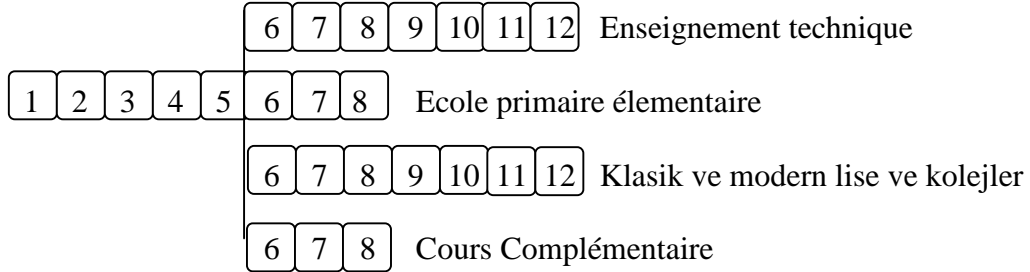 6 7 8 9 10 11 12 Enseignement technique
1 2 3 4 5 6 7 8 Ecole primaire élementaire
6 7 8 9 10 11 12 Klasik ve modern lise ve kolejler
6 7 8 Cours Complémentaire